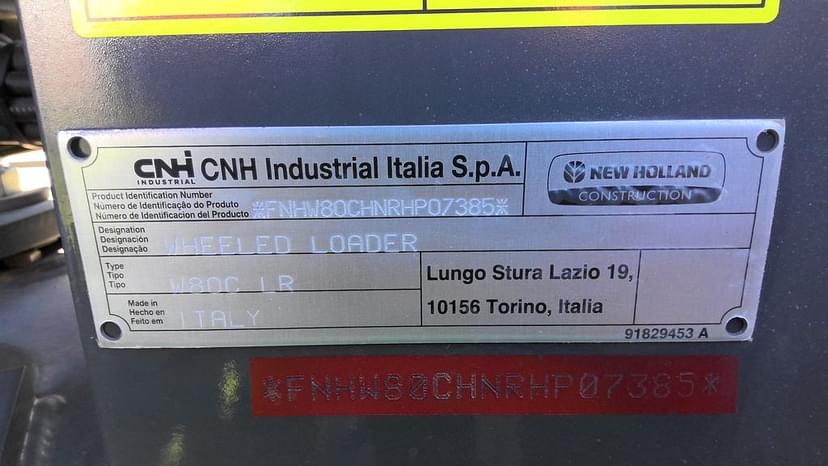 CNH INDUSTRIAL CNH Industrial Italia S.p.A.
NEW HOLLAND
CONSTRUCTION
Product Identification Number
Número de Identificação do Produto
Número de Identificacion del Producto
*FNHW80CHNRHP07385*
Designation
Designación
Designação
WHEELED LOADER
Type
Tipo
Tipo
W80C LR
Lungo Stura Lazio 19,
10156 Torino, Italia
Made in
Hecho en
Feito em
ITALY
91829453 A
*FNHW80CHNRHP07385*